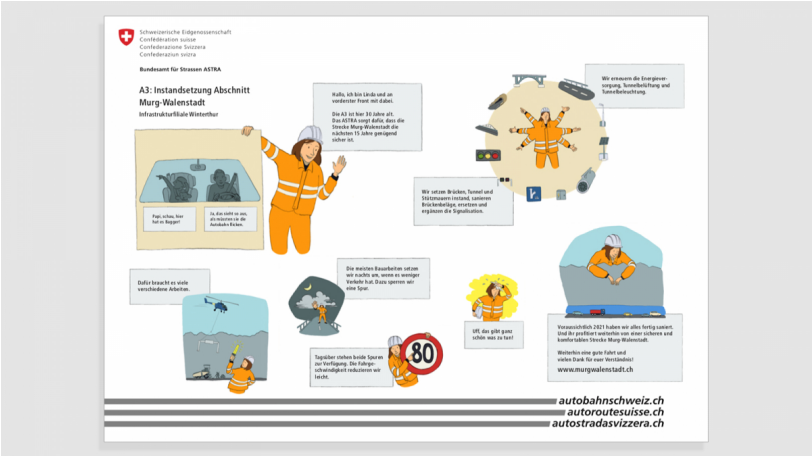 Schweizerische Eidgenossenschaft
Confédération suisse
Confederazione Svizzera
Confederaziun svizra
Bundesamt für Strassen ASTRA
A3: Instandsetzung Abschnitt
Murg-Walenstadt
Infrastrukturfiliale Winterthur
Hallo, ich bin Linda und an
vorderster Front mit dabei.
Die A3 ist hier 30 Jahre alt.
Das ASTRA sorgt dafür, dass die
Strecke Murg-Walenstadt die
nächsten 15 Jahre genügend
sicher ist.
Papi, schau, hier
hat es Bagger!
Ja, das sieht so aus,
als müssten sie die
Autobahn flicken.
Wir erneuern die Energiever-
sorgung, Tunnelbelüftung und
Tunnelbeleuchtung.
Wir setzen Brücken, Tunnel und
Stützmauern instand, sanieren
Brückenbeläge, ersetzen und
ergänzen die Signalisation.
Dafür braucht es viele
verschiedene Arbeiten.
Die meisten Bauarbeiten setzen
wir nachts um, wenn es weniger
Verkehr hat. Dazu sperren wir
eine Spur.
Tagsüber stehen beide Spuren
zur Verfügung. Die Fahrge-
schwindigkeit reduzieren wir
leicht.
80
Uff, das gibt ganz
schön was zu tun!
Voraussichtlich 2021 haben wir alles fertig saniert.
Und ihr profitiert weiterhin von einer sicheren und
komfortablen Strecke Murg-Walenstadt.
Weiterhin eine gute Fahrt und
vielen Dank für euer Verständnis!
www.murgwalenstadt.ch
autobahnschweiz.ch
autoroutesuisse.ch
autostradasvizzera.ch